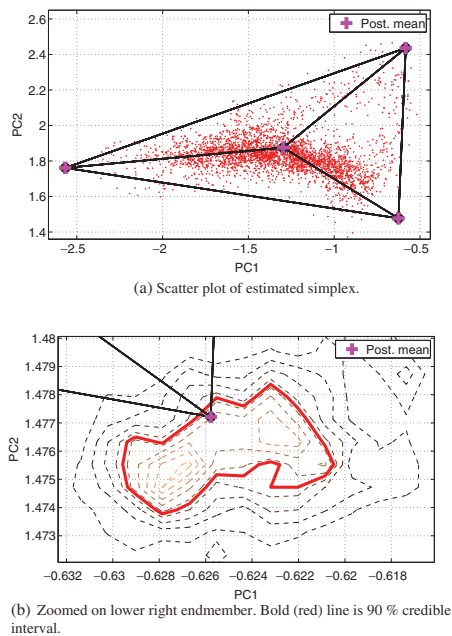 2.6
2.4
2.2
2
1.8
1.6
1.4
PC2
Post. mean
−2.5 −2 −1.5 −1 −0.5
PC1
(a) Scatter plot of estimated simplex.
1.48
1.479
1.478
1.477
1.476
1.475
1.474
1.473
PC2
Post. mean
−0.632 −0.63 −0.628 −0.626 −0.624 −0.622 −0.62 −0.618
PC1
(b) Zoomed on lower right endmember. Bold (red) line is 90 % credible
interval.